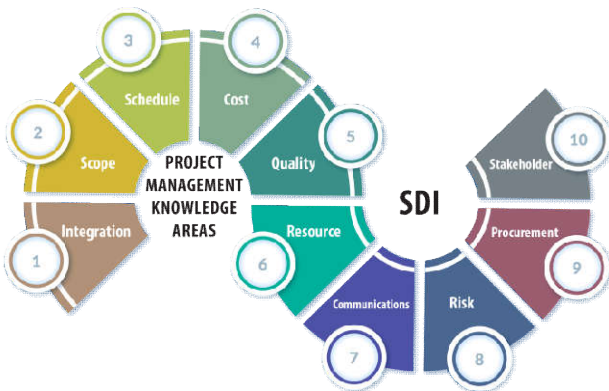 1
Integration
2
Scope
3
Schedule
4
Cost
5
Quality
PROJECT
MANAGEMENT
KNOWLEDGE
AREAS
6
Resource
7
Communications
8
Risk
9
Procurement
10
Stakeholder
SDI